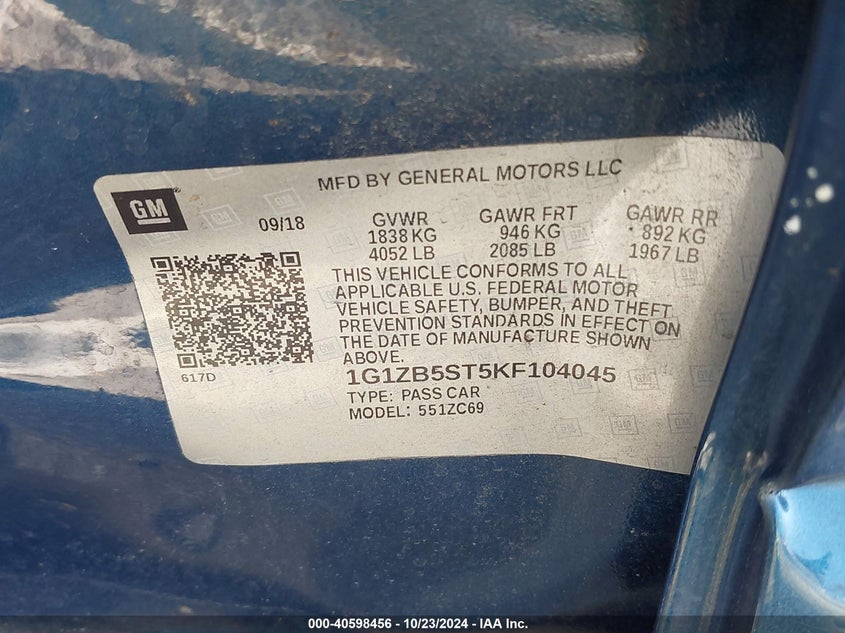 MFD BY GENERAL MOTORS LLC
GM
09/18
GVWR GAWR FRT GAWR RR
1838 KG 946 KG 892 KG
4052 LB 2085 LB 1967 LB
THIS VEHICLE CONFORMS TO ALL
APPLICABLE U.S. FEDERAL MOTOR
VEHICLE SAFETY, BUMPER, AND THEFT
PREVENTION STANDARDS IN EFFECT ON
THE DATE OF MANUFACTURE SHOWN
ABOVE.
617D
1G1ZB5ST5KF104045
TYPE: PASS CAR
MODEL: 551ZC69
000-40598456 - 10/23/2024 - IAA Inc.